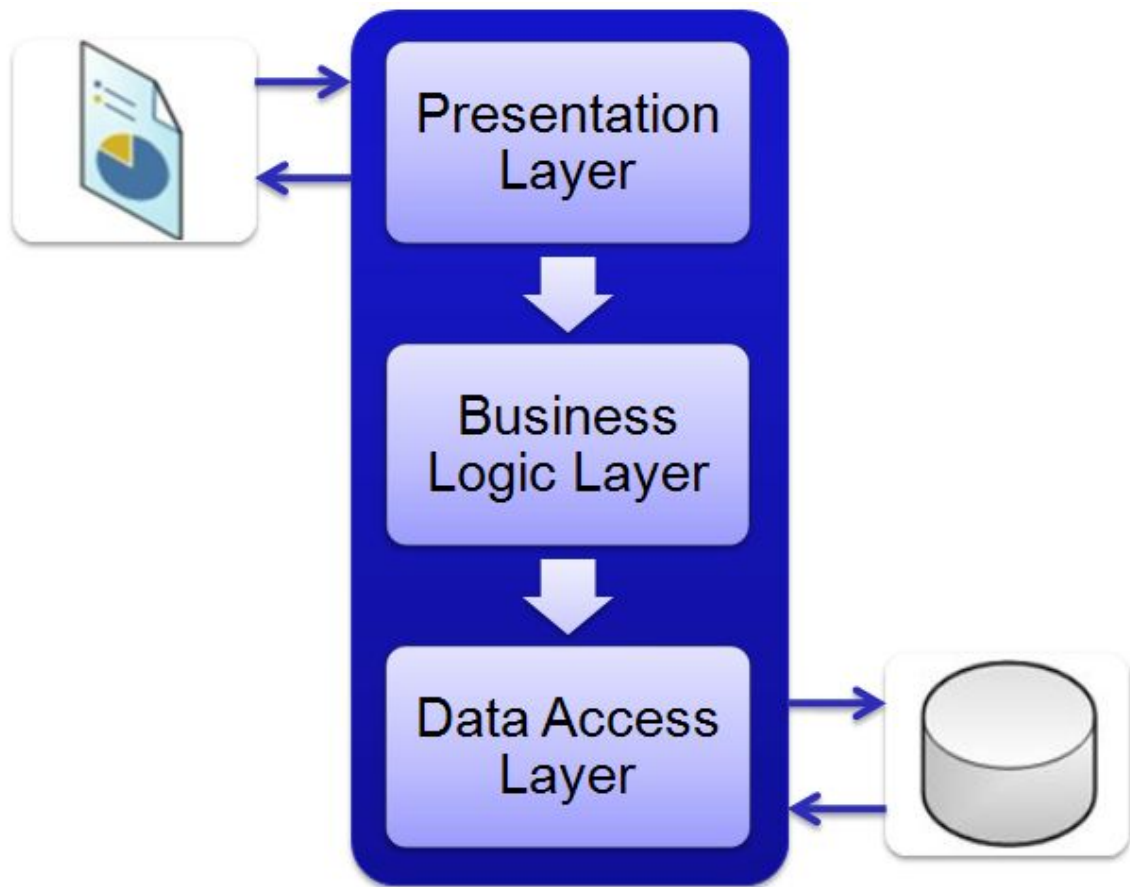 Presentation
Layer
Business
Logic Layer
Data Access
Layer